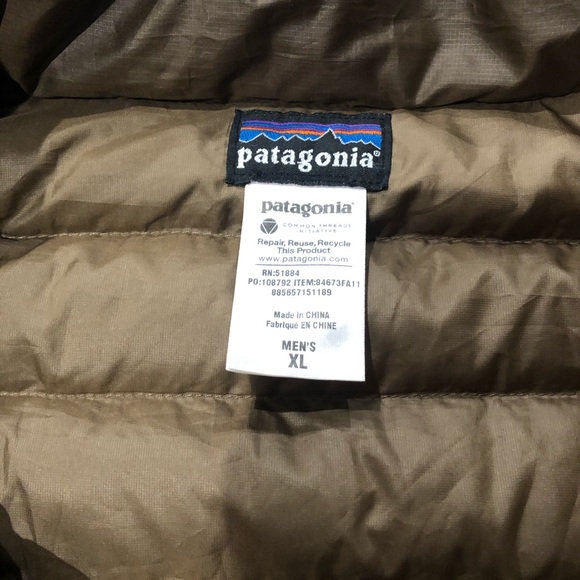 patagonia®
patagonia®
COMMON THREADS
INITIATIVE
Repair, Reuse, Recycle
This Product
www.patagonia.com
RN:51884
PO:108792 ITEM:84673FA11
885657151189
Made in CHINA
Fabriqué EN CHINE
MEN'S
XL